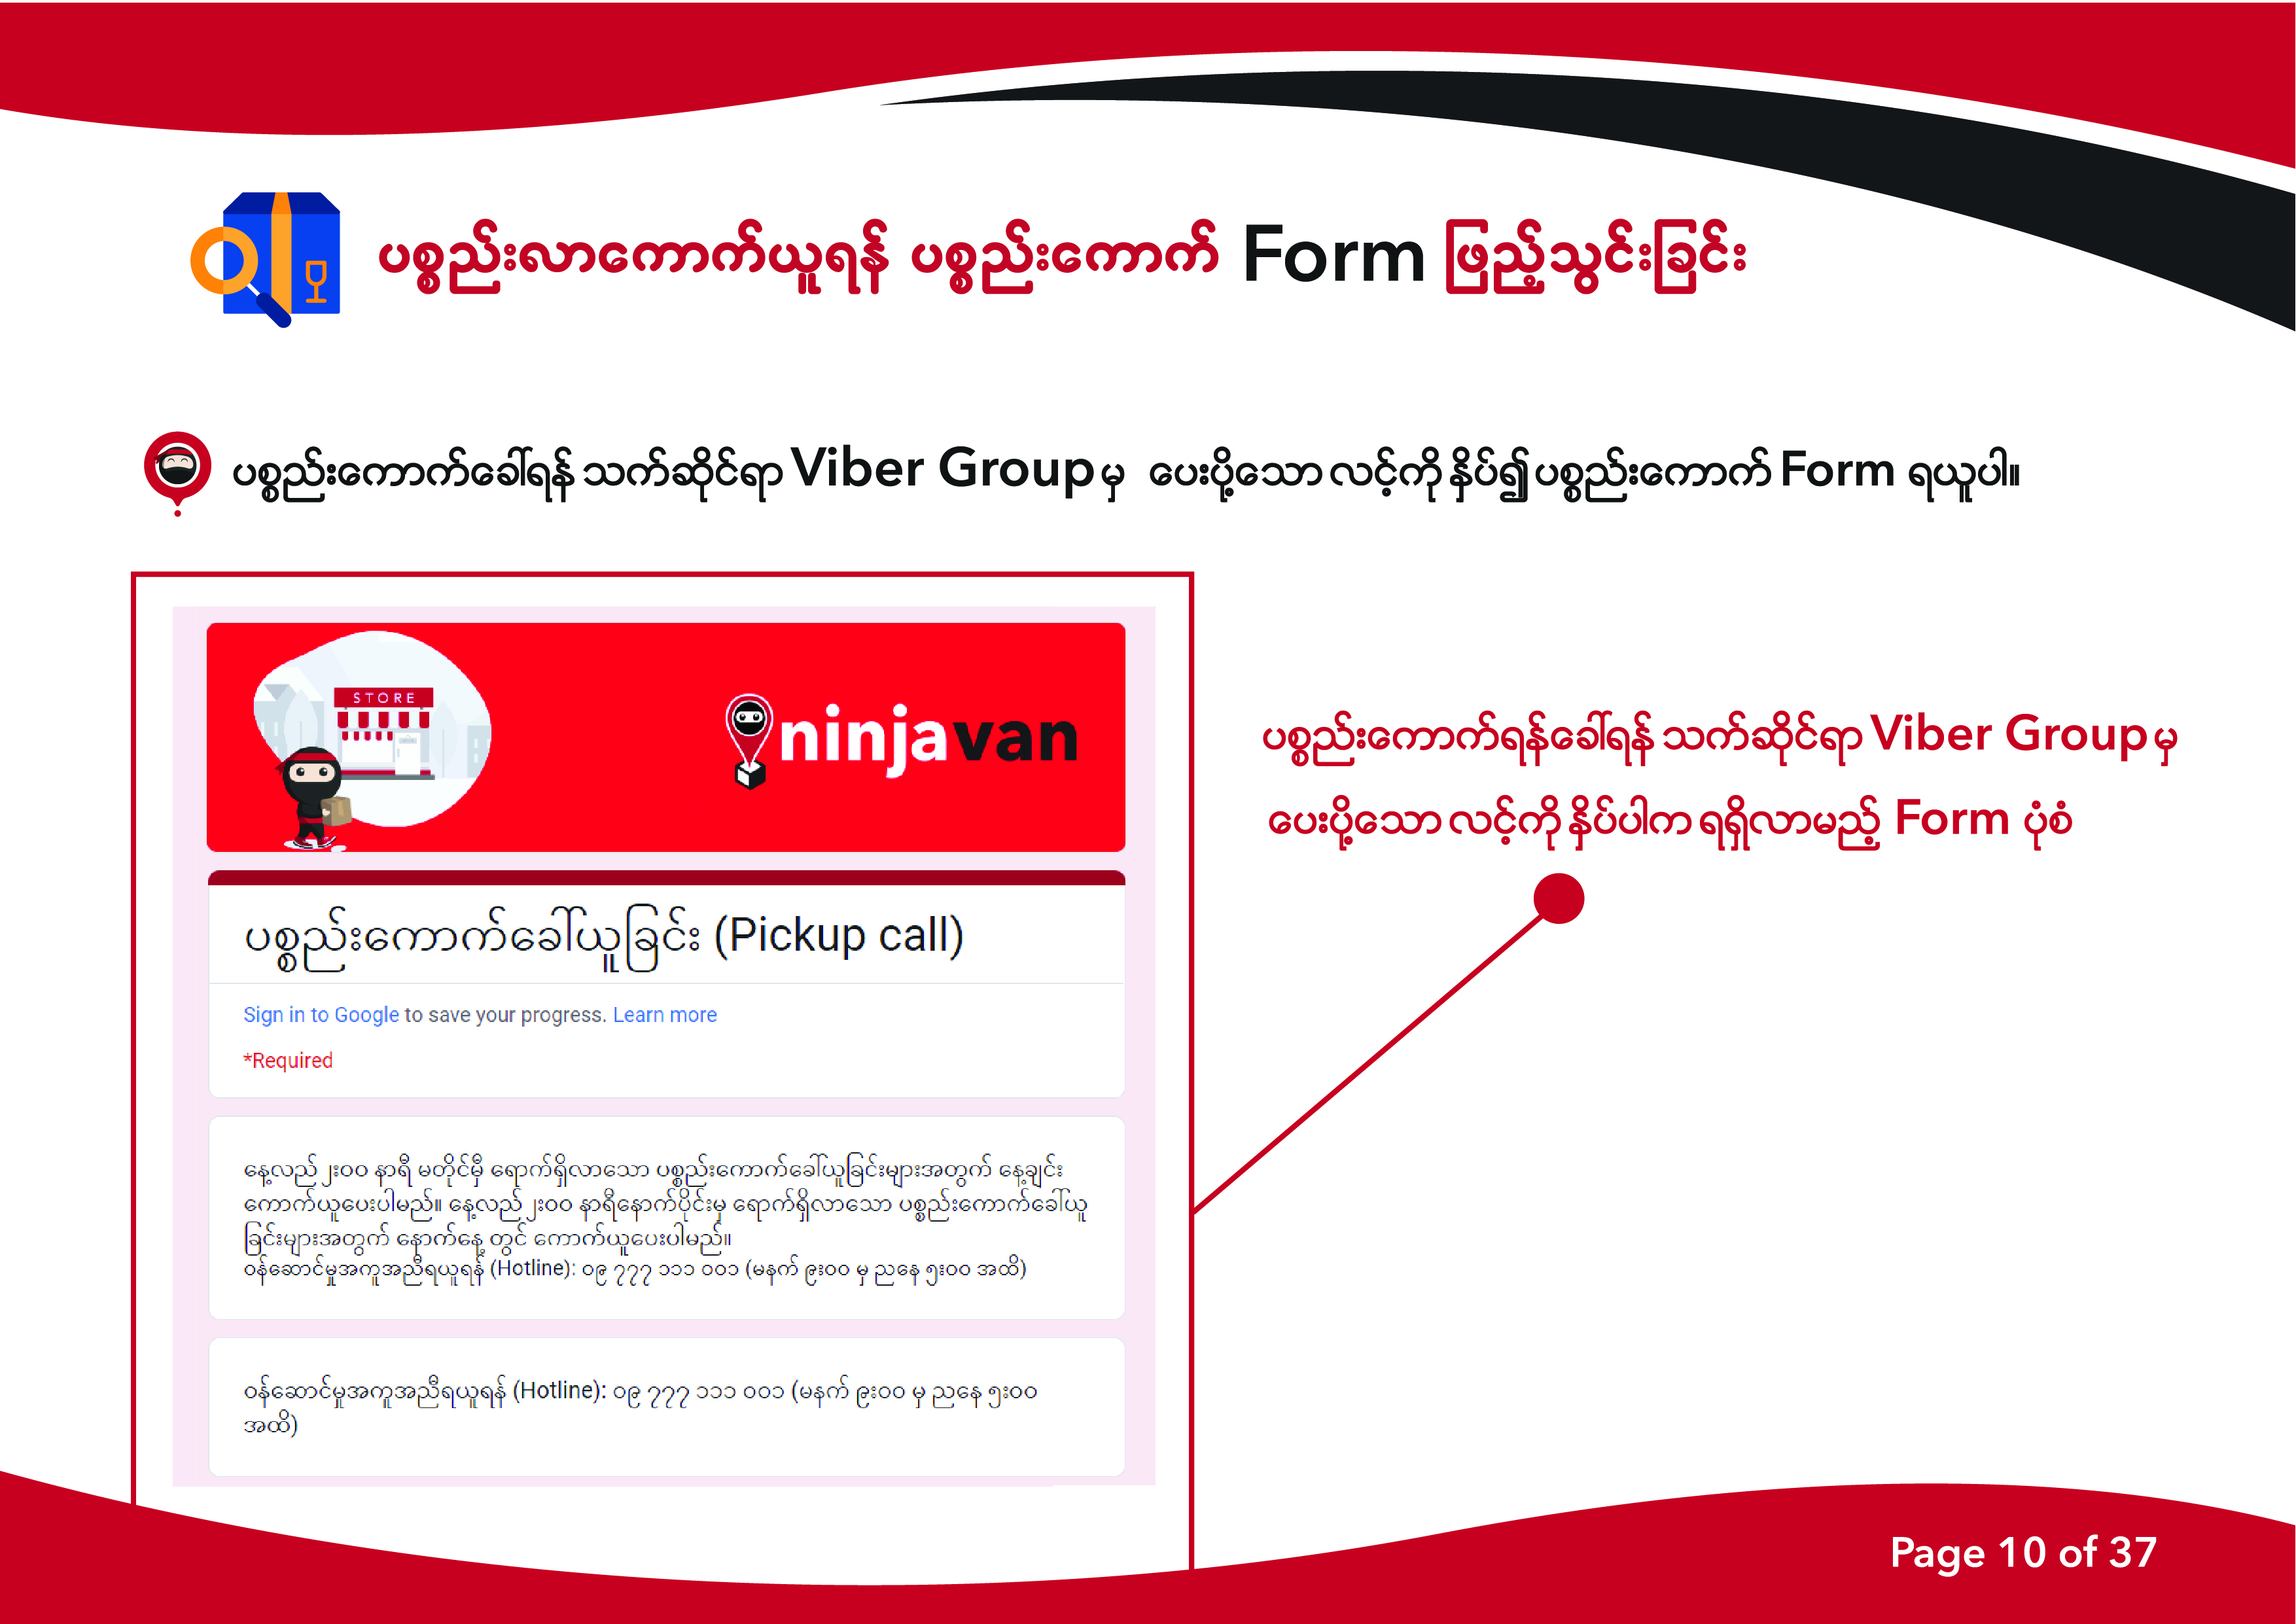 ပစ္စည်းလာကောက်ယူရန် ပစ္စည်းကောက် Form ဖြည့်သွင်းခြင်း
ပစ္စည်းကောက်ခေါ်ရန် သက်ဆိုင်ရာ Viber Group မှ ပေးပို့သော လင့်ကို နှိပ်၍ ပစ္စည်းကောက် Form ရယူပါ။
STORE
ninjavan
ပစ္စည်းကောက်ခေါ်ယူခြင်း (Pickup call)
Sign in to Google to save your progress. Learn more
*Required
နေ့လည် ၂း၀၀ နာရီ မတိုင်မှီ ရောက်ရှိလာသော ပစ္စည်းကောက်ခေါ်ယူခြင်းများအတွက် နေ့ချင်း
ကောက်ယူပေးပါမည်။ နေ့လည် ၂း၀၀ နာရီနောက်ပိုင်းမှ ရောက်ရှိလာသော ပစ္စည်းကောက်ခေါ်ယူ
ခြင်းများအတွက် နောက်နေ့ တွင် ကောက်ယူပေးပါမည်။
ဝန်ဆောင်မှုအကူအညီရယူရန် (Hotline): ၀၉ ၇၇၇ ၁၁၁ ၀၀၁ (မနက် ၉း၀၀ မှ ညနေ ၅း၀၀ အထိ)
ဝန်ဆောင်မှုအကူအညီရယူရန် (Hotline): ၀၉ ၇၇၇ ၁၁၁ ၀၀၁ (မနက် ၉း၀၀ မှ ညနေ ၅း၀၀
အထိ)
ပစ္စည်းကောက်ရန်ခေါ်ရန် သက်ဆိုင်ရာ Viber Group မှ
ပေးပို့သော လင့်ကို နှိပ်ပါက ရရှိလာမည့် Form ပုံစံ
Page 10 of 37